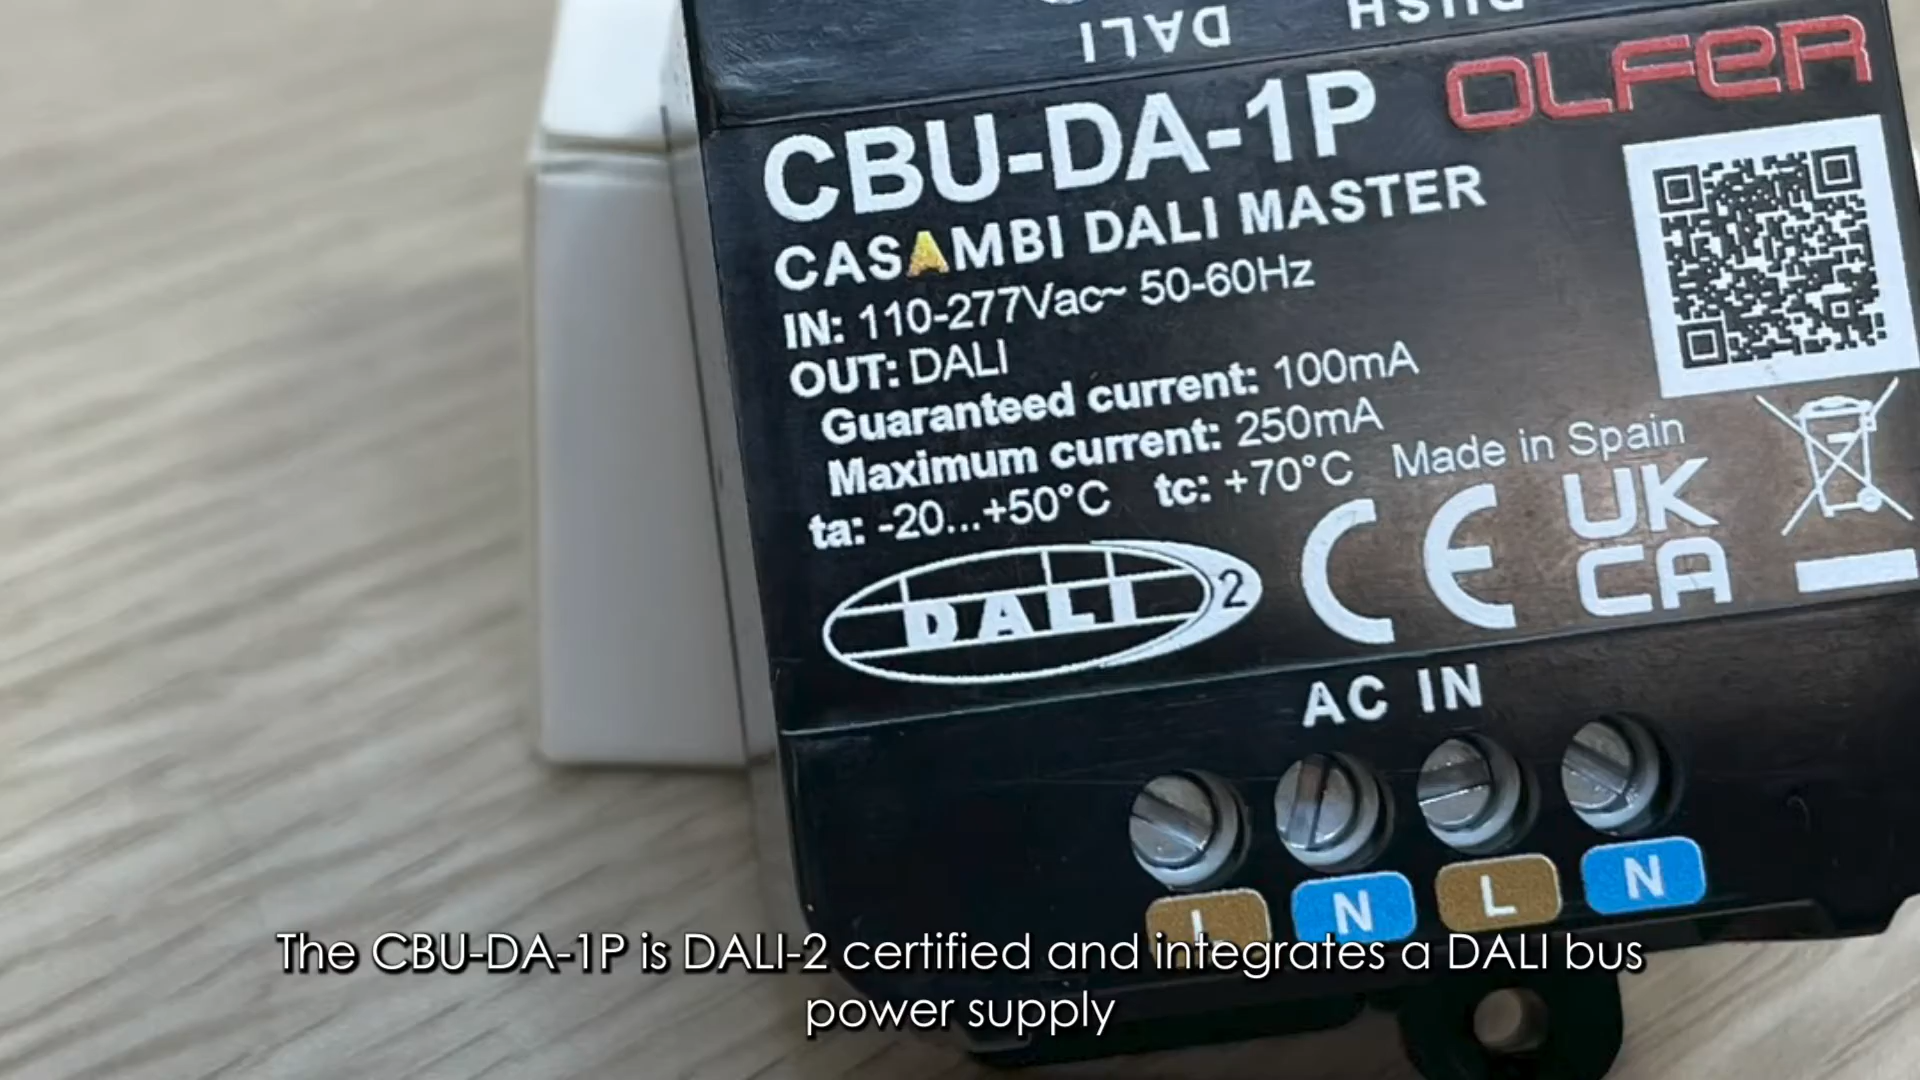 DALI PUSH
CBU-DA-1P OLFER
CASAMBI DALI MASTER
IN: 110-277Vac~ 50-60Hz
OUT: DALI
Guaranteed current: 100mA
Maximum current: 250mA
ta: -20...+50°C tc: +70°C Made in Spain
DALI 2 CE UK CA
AC IN
L N L N
The CBU-DA-1P is DALI-2 certified and integrates a DALI bus
power supply